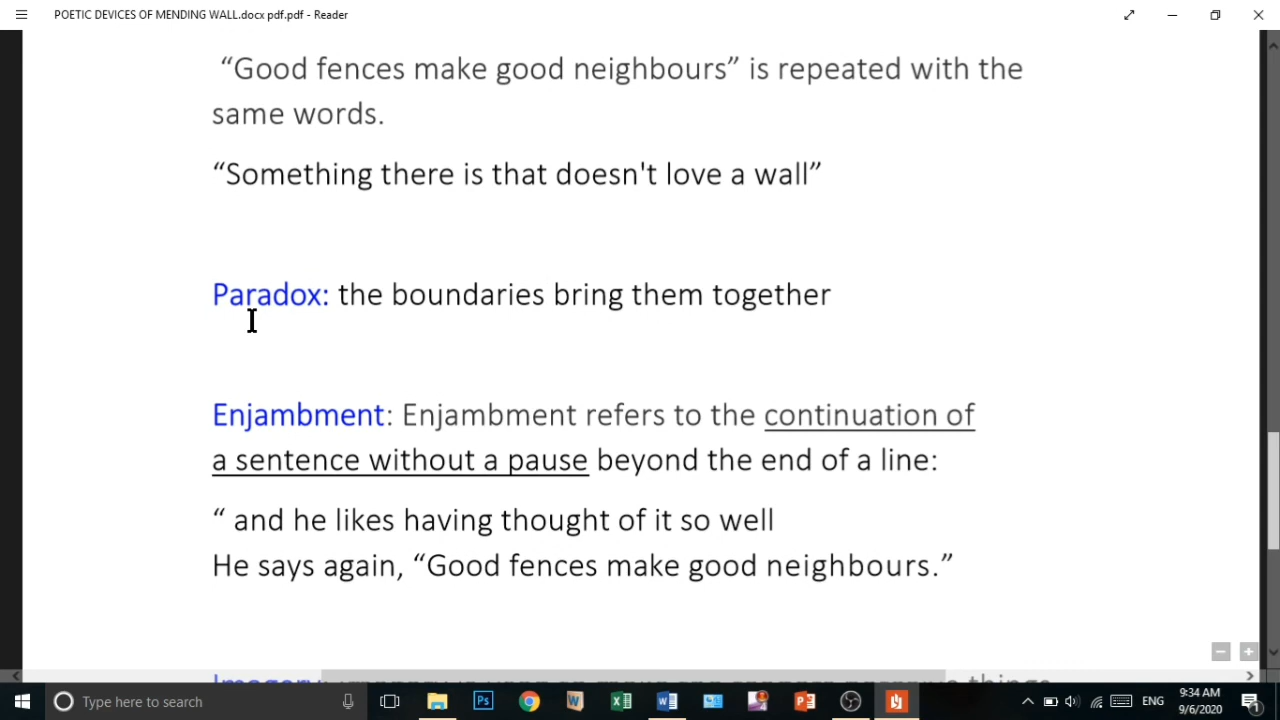 POETIC DEVICES OF MENDING WALL.docx pdf.pdf - Reader
“Good fences make good neighbours” is repeated with the
same words.
“Something there is that doesn't love a wall”
Paradox: the boundaries bring them together
Enjambment: Enjambment refers to the continuation of
a sentence without a pause beyond the end of a line:
“ and he likes having thought of it so well
He says again, “Good fences make good neighbours.”
Type here to search
ENG
9:34 AM
9/6/2020